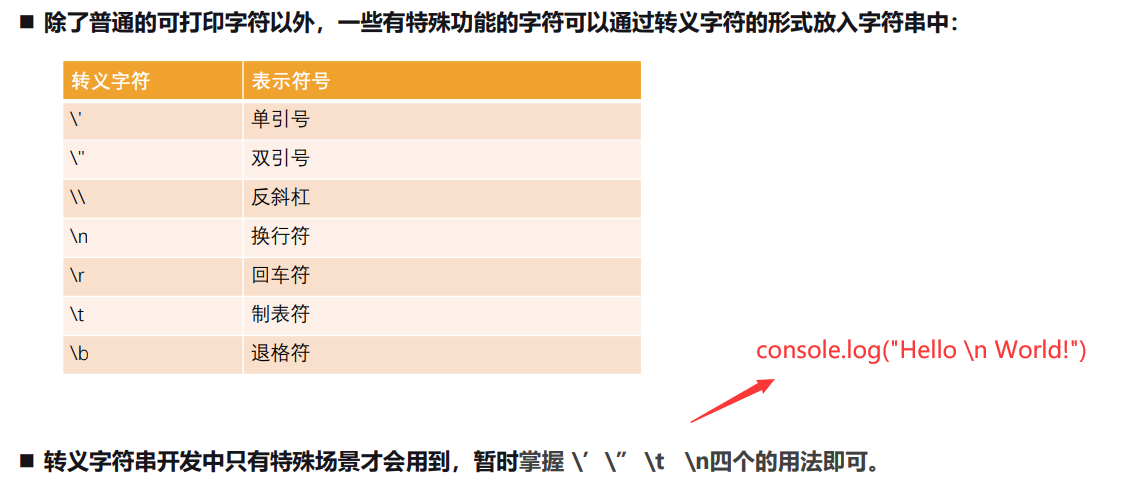 ■ 除了普通的可打印字符以外，一些有特殊功能的字符可以通过转义字符的形式放入字符串中：
转义字符 表示符号
\' 单引号
\" 双引号
\\ 反斜杠
\n 换行符
\r 回车符
\t 制表符
\b 退格符
console.log("Hello \n World!")
■ 转义字符串开发中只有特殊场景才会用到，暂时掌握 \’ \” \t \n四个的用法即可。